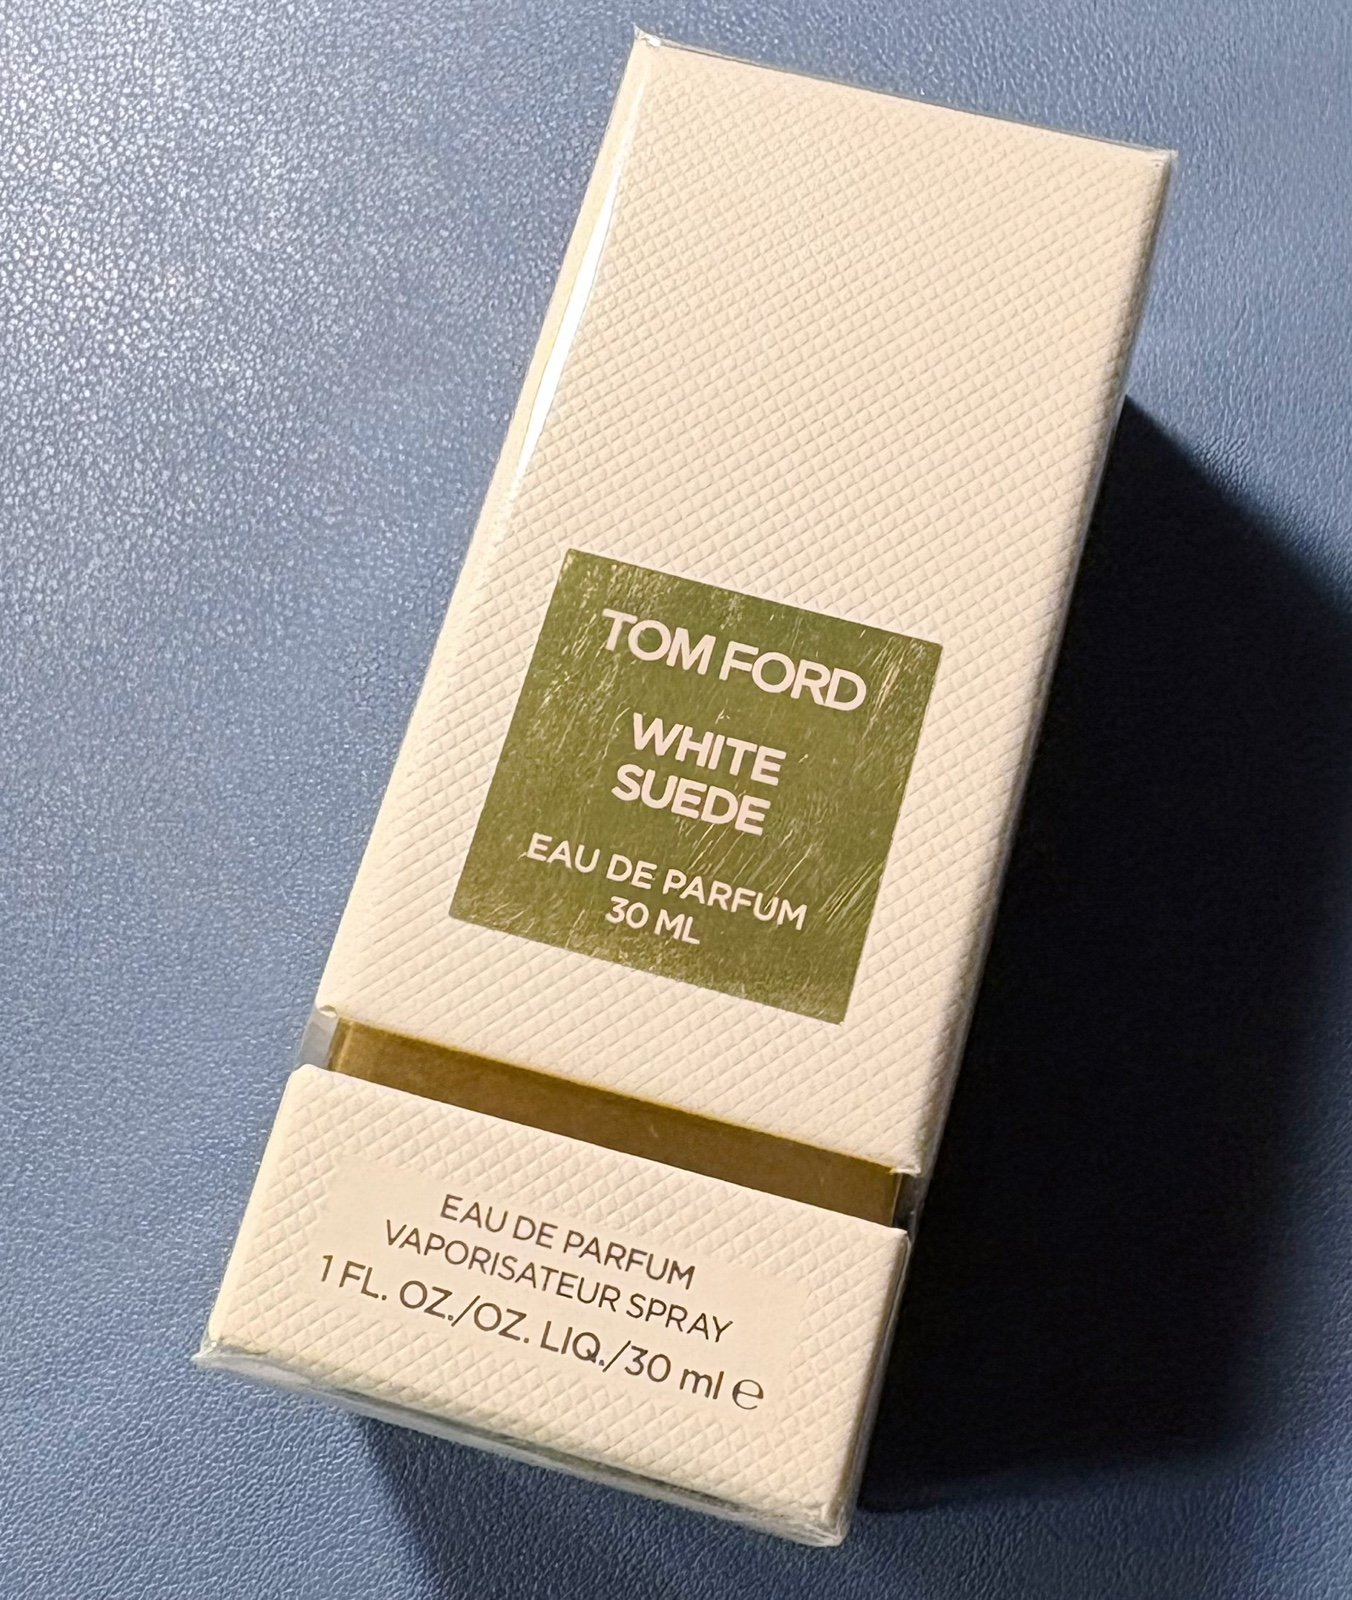 TOM FORD
WHITE
SUEDE
EAU DE PARFUM
30 ML
EAU DE PARFUM
VAPORISATEUR SPRAY
1 FL. OZ./OZ. LIQ./30 ml ℮